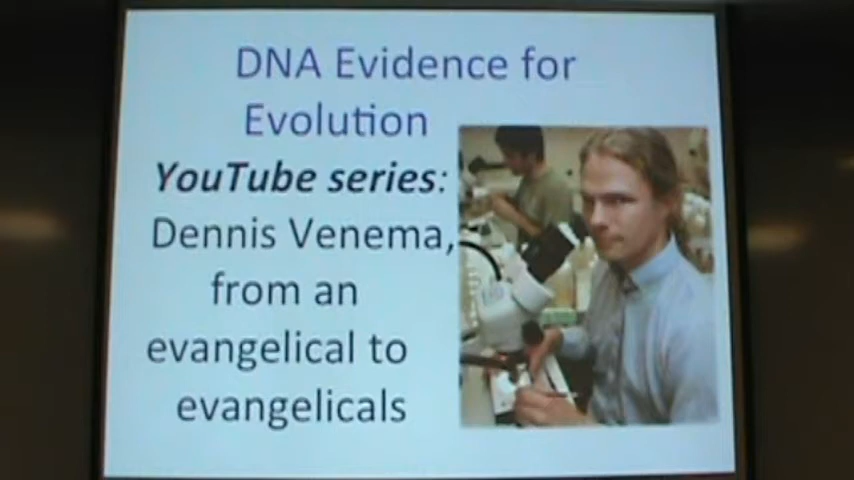 DNA Evidence for
Evolution
YouTube series:
Dennis Venema,
from an
evangelical to
evangelicals